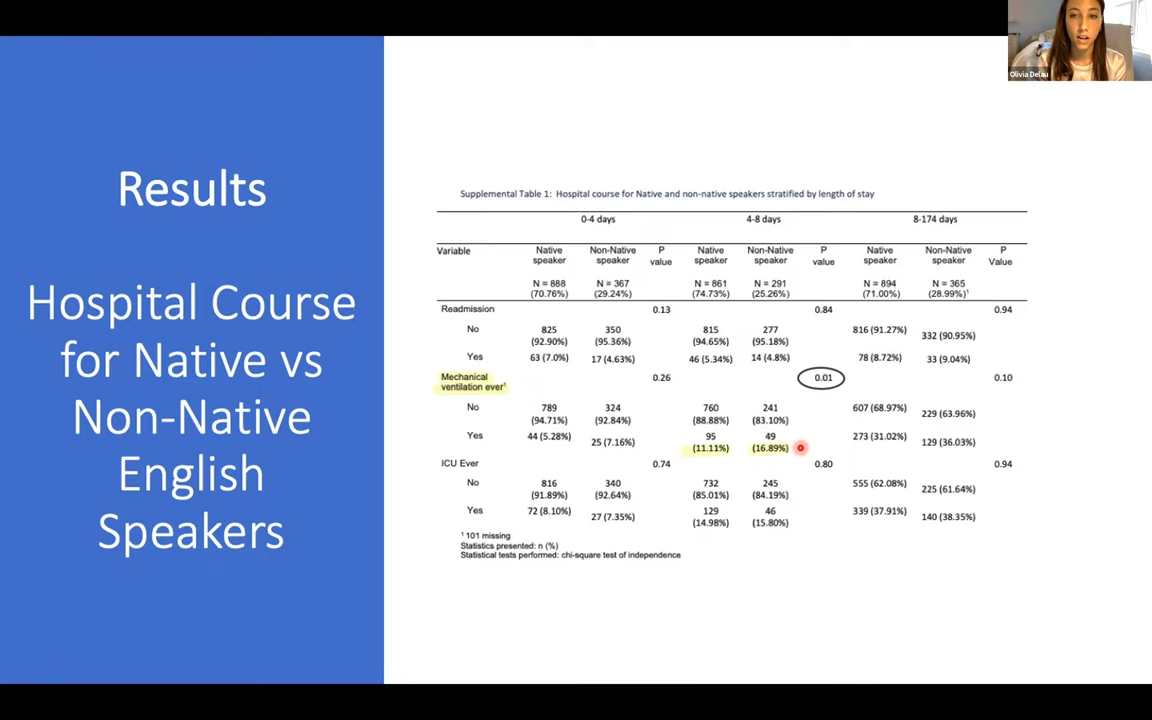 Olivia Delau
Results
Hospital Course
for Native vs
Non-Native
English
Speakers
Supplemental Table 1: Hospital course for Native and non-native speakers stratified by length of stay
0-4 days 4-8 days 8-174 days
Variable Native speaker Non-Native speaker P value Native speaker Non-Native speaker P value Native speaker Non-Native speaker P Value
N = 888 (70.76%) N = 367 (29.24%) N = 861 (74.73%) N = 291 (25.26%) N = 894 (71.00%) N = 365 (28.99%)¹
Readmission 0.13 0.84 0.94
No 825 (92.90%) 350 (95.36%) 815 (94.65%) 277 (95.18%) 816 (91.27%) 332 (90.95%)
Yes 63 (7.0%) 17 (4.63%) 46 (5.34%) 14 (4.8%) 78 (8.72%) 33 (9.04%)
Mechanical ventilation ever¹ 0.26 0.01 0.10
No 789 (94.71%) 324 (92.84%) 760 (88.88%) 241 (83.10%) 607 (68.97%) 229 (63.96%)
Yes 44 (5.28%) 25 (7.16%) 95 (11.11%) 49 (16.89%) 273 (31.02%) 129 (36.03%)
ICU Ever 0.74 0.80 0.94
No 816 (91.89%) 340 (92.64%) 732 (85.01%) 245 (84.19%) 555 (62.08%) 225 (61.64%)
Yes 72 (8.10%) 27 (7.35%) 129 (14.98%) 46 (15.80%) 339 (37.91%) 140 (38.35%)
¹ 101 missing
Statistics presented: n (%)
Statistical tests performed: chi-square test of independence